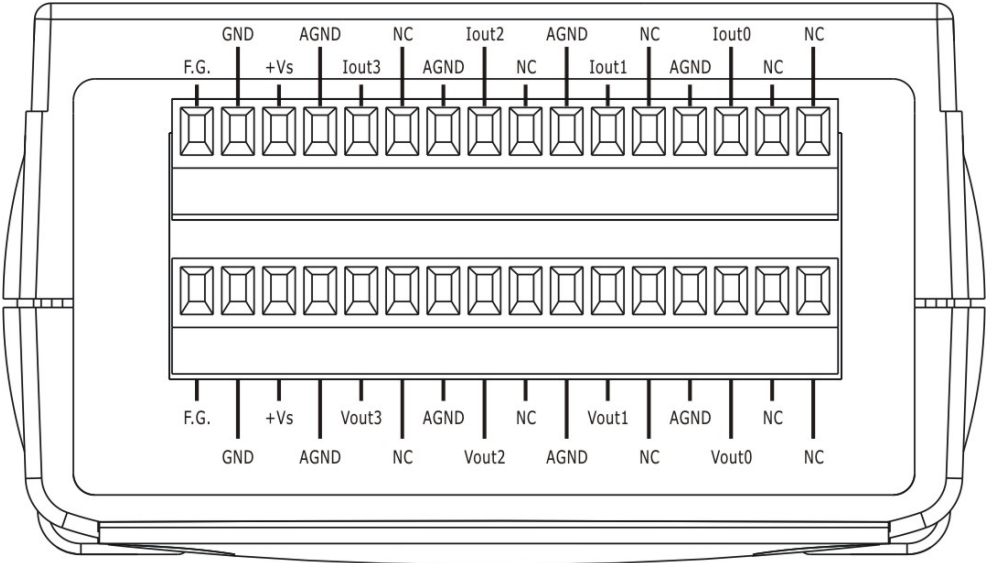 GND AGND NC Iout2 AGND NC Iout0 NC
F.G. +Vs Iout3 AGND NC Iout1 AGND NC
F.G. +Vs Vout3 AGND NC Vout1 AGND NC
GND AGND NC Vout2 AGND NC Vout0 NC